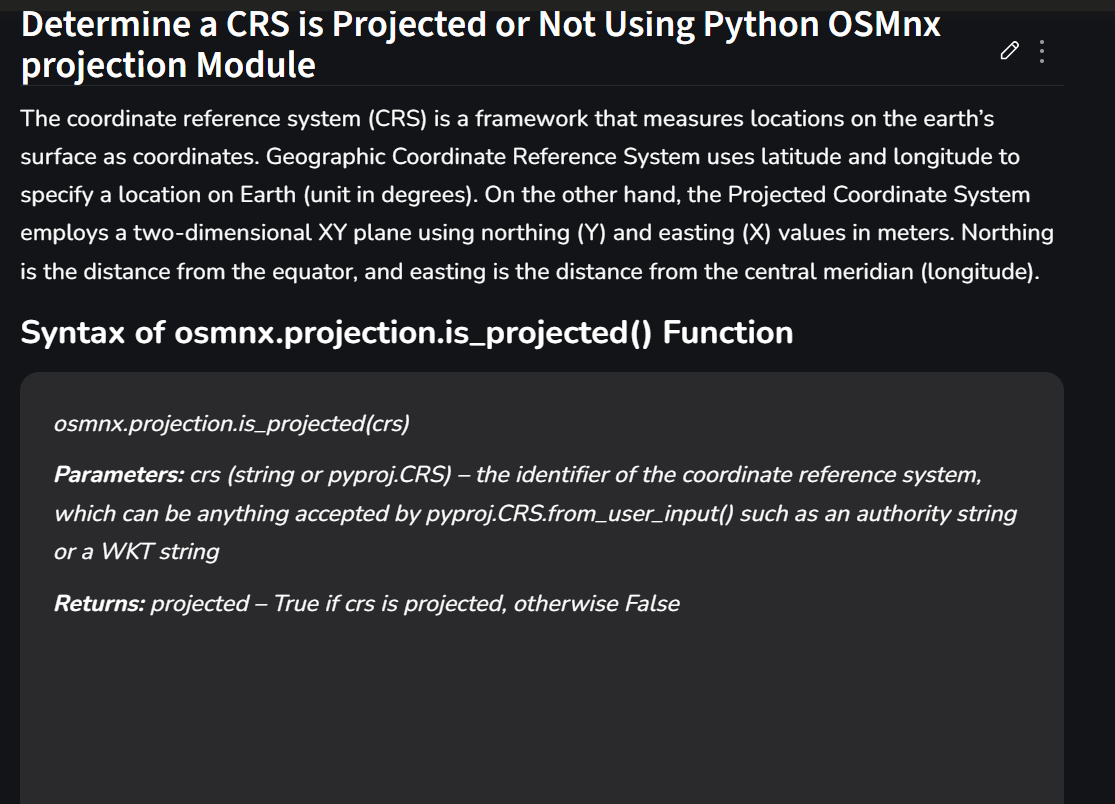 Determine a CRS is Projected or Not Using Python OSMnx
projection Module
The coordinate reference system (CRS) is a framework that measures locations on the earth’s
surface as coordinates. Geographic Coordinate Reference System uses latitude and longitude to
specify a location on Earth (unit in degrees). On the other hand, the Projected Coordinate System
employs a two-dimensional XY plane using northing (Y) and easting (X) values in meters. Northing
is the distance from the equator, and easting is the distance from the central meridian (longitude).
Syntax of osmnx.projection.is_projected() Function
osmnx.projection.is_projected(crs)
Parameters: crs (string or pyproj.CRS) – the identifier of the coordinate reference system,
which can be anything accepted by pyproj.CRS.from_user_input() such as an authority string
or a WKT string
Returns: projected – True if crs is projected, otherwise False